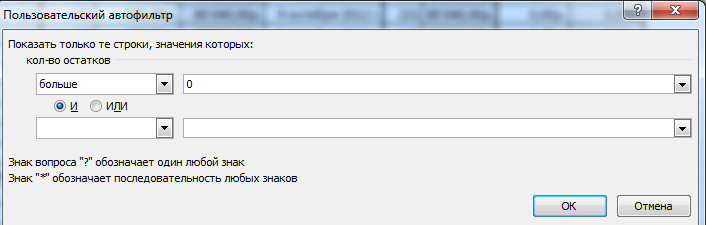 Пользовательский автофильтр
Показать только те строки, значения которых:
кол-во остатков
больше 0
И ИЛИ
Знак вопроса "?" обозначает один любой знак
Знак "*" обозначает последовательность любых знаков
ОК Отмена